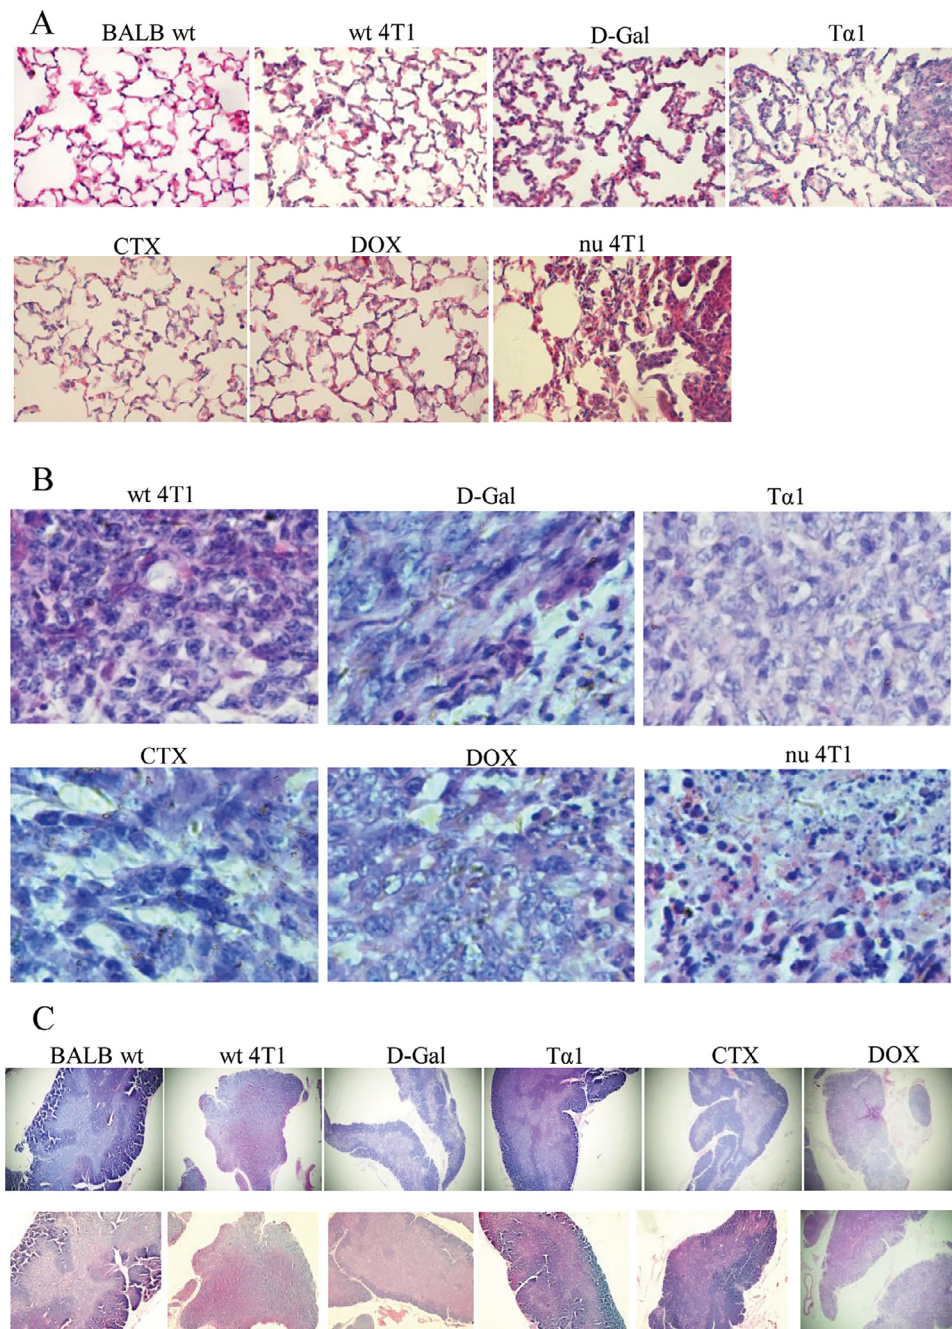 A
BALB wt wt 4T1 D-Gal Tα1
CTX DOX nu 4T1
B
wt 4T1 D-Gal Tα1
CTX DOX nu 4T1
C
BALB wt wt 4T1 D-Gal Tα1 CTX DOX